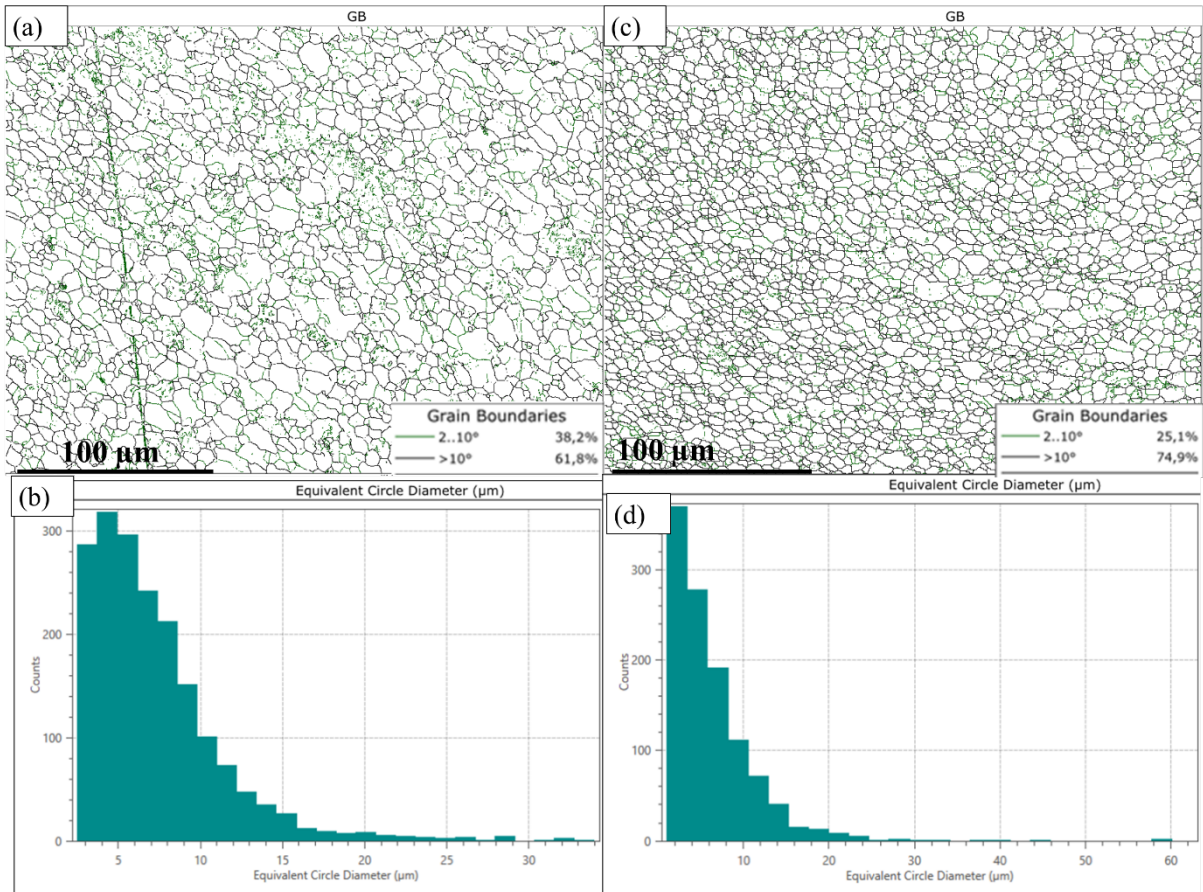 (a)
GB
Grain Boundaries
2..10° 38,2%
>10° 61,8%
100 µm
(b)
Equivalent Circle Diameter (µm)
300
200
100
0
Counts
5 10 15 20 25 30
Equivalent Circle Diameter (µm)
(c)
GB
Grain Boundaries
2..10° 25,1%
>10° 74,9%
100 µm
(d)
Equivalent Circle Diameter (µm)
300
200
100
0
Counts
10 20 30 40 50 60
Equivalent Circle Diameter (µm)